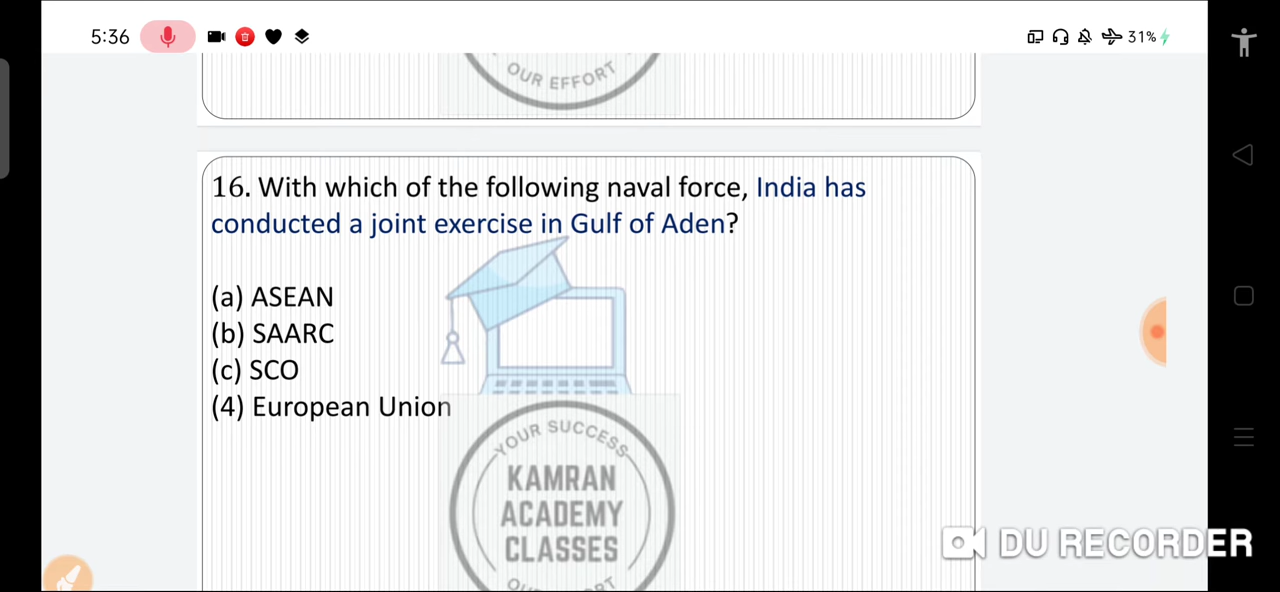 5:36
31%
OUR EFFORT
16. With which of the following naval force, India has
conducted a joint exercise in Gulf of Aden?
(a) ASEAN
(b) SAARC
(c) SCO
(4) European Union
YOUR SUCCESS
KAMRAN
ACADEMY
CLASSES
DU RECORDER